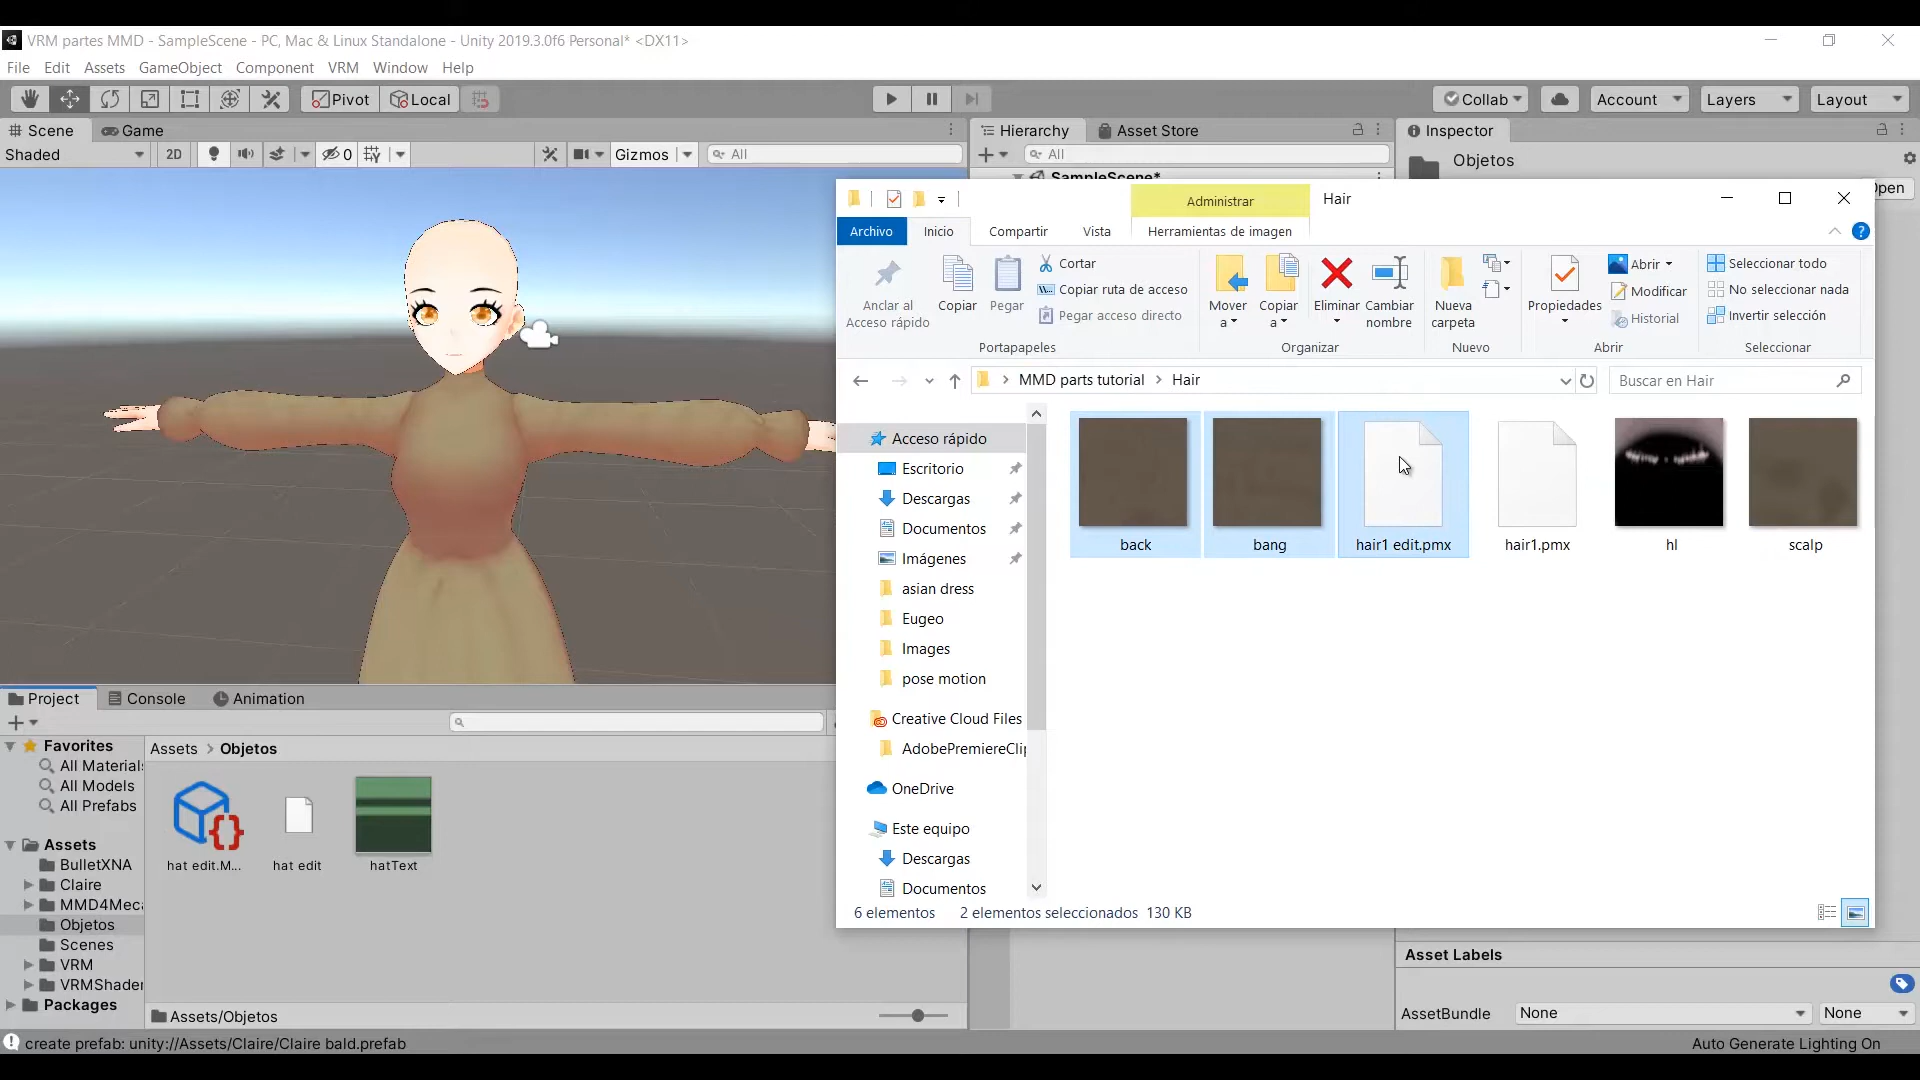 VRM partes MMD - SampleScene - PC, Mac & Linux Standalone - Unity 2019.3.0f6 Personal* <DX11>
File Edit Assets GameObject Component VRM Window Help
Pivot Local Collab Account Layers Layout
Scene Game
Hierarchy Asset Store
Inspector
Shaded 2D 0 Gizmos All
All
Objetos
Open
SampleScene*
Administrar Hair
Archivo Inicio Compartir Vista Herramientas de imagen
Anclar al
Acceso rápido
Copiar
Pegar
Cortar
Copiar ruta de acceso
Pegar acceso directo
Portapapeles
Mover
a
Copiar
a
Eliminar
Cambiar
nombre
Organizar
Nueva
carpeta
Nuevo
Propiedades
Abrir
Modificar
Historial
Abrir
Seleccionar todo
No seleccionar nada
Invertir selección
Seleccionar
MMD parts tutorial > Hair
Buscar en Hair
Acceso rápido
Escritorio
Descargas
Documentos
Imágenes
asian dress
Eugeo
Images
pose motion
Creative Cloud Files
AdobePremiereClip
OneDrive
Este equipo
Descargas
Documentos
back
bang
hair1 edit.pmx
hair1.pmx
hl
scalp
6 elementos 2 elementos seleccionados 130 KB
Project Console Animation
Favorites
All Materials
All Models
All Prefabs
Assets
BulletXNA
Claire
MMD4Meca
Objetos
Scenes
VRM
VRMShader
Packages
Assets > Objetos
hat edit.M...
hat edit
hatText
Assets/Objetos
Asset Labels
AssetBundle None None
create prefab: unity://Assets/Claire/Claire bald.prefab
Auto Generate Lighting On